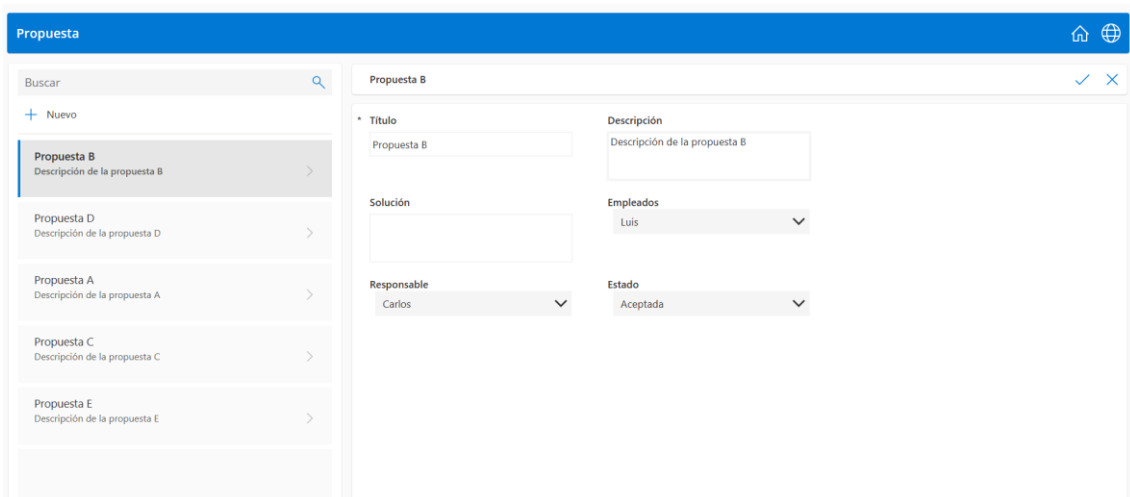 Propuesta
Buscar
Nuevo
Propuesta B
Descripción de la propuesta B
Propuesta D
Descripción de la propuesta D
Propuesta A
Descripción de la propuesta A
Propuesta C
Descripción de la propuesta C
Propuesta E
Descripción de la propuesta E
Propuesta B
* Título
Propuesta B
Descripción
Descripción de la propuesta B
Solución
Empleados
Luis
Responsable
Carlos
Estado
Aceptada